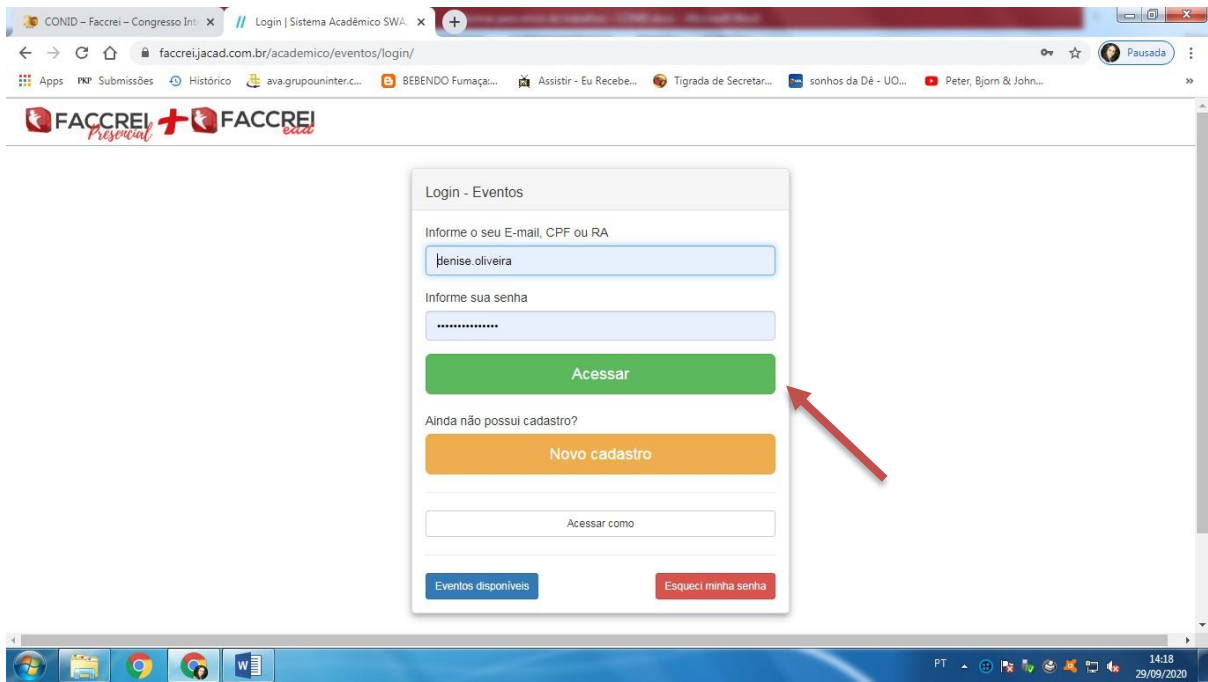 CONID – Faccrei – Congresso Int
Login | Sistema Acadêmico SWA
faccrei.jacad.com.br/academico/eventos/login/
Pausada
Apps
PKP Submissões
Histórico
ava.grupouninter.c...
BEBENDO Fumaça:...
Assistir - Eu Recebe...
Tigrada de Secretar...
sonhos da Dê - UO...
Peter, Bjorn & John...
»
FACCREI Presencial + FACCREI ead
Login - Eventos
Informe o seu E-mail, CPF ou RA
denise.oliveira
Informe sua senha
•••••••••••••••
Acessar
Ainda não possui cadastro?
Novo cadastro
Acessar como
Eventos disponíveis
Esqueci minha senha
PT
14:18
29/09/2020